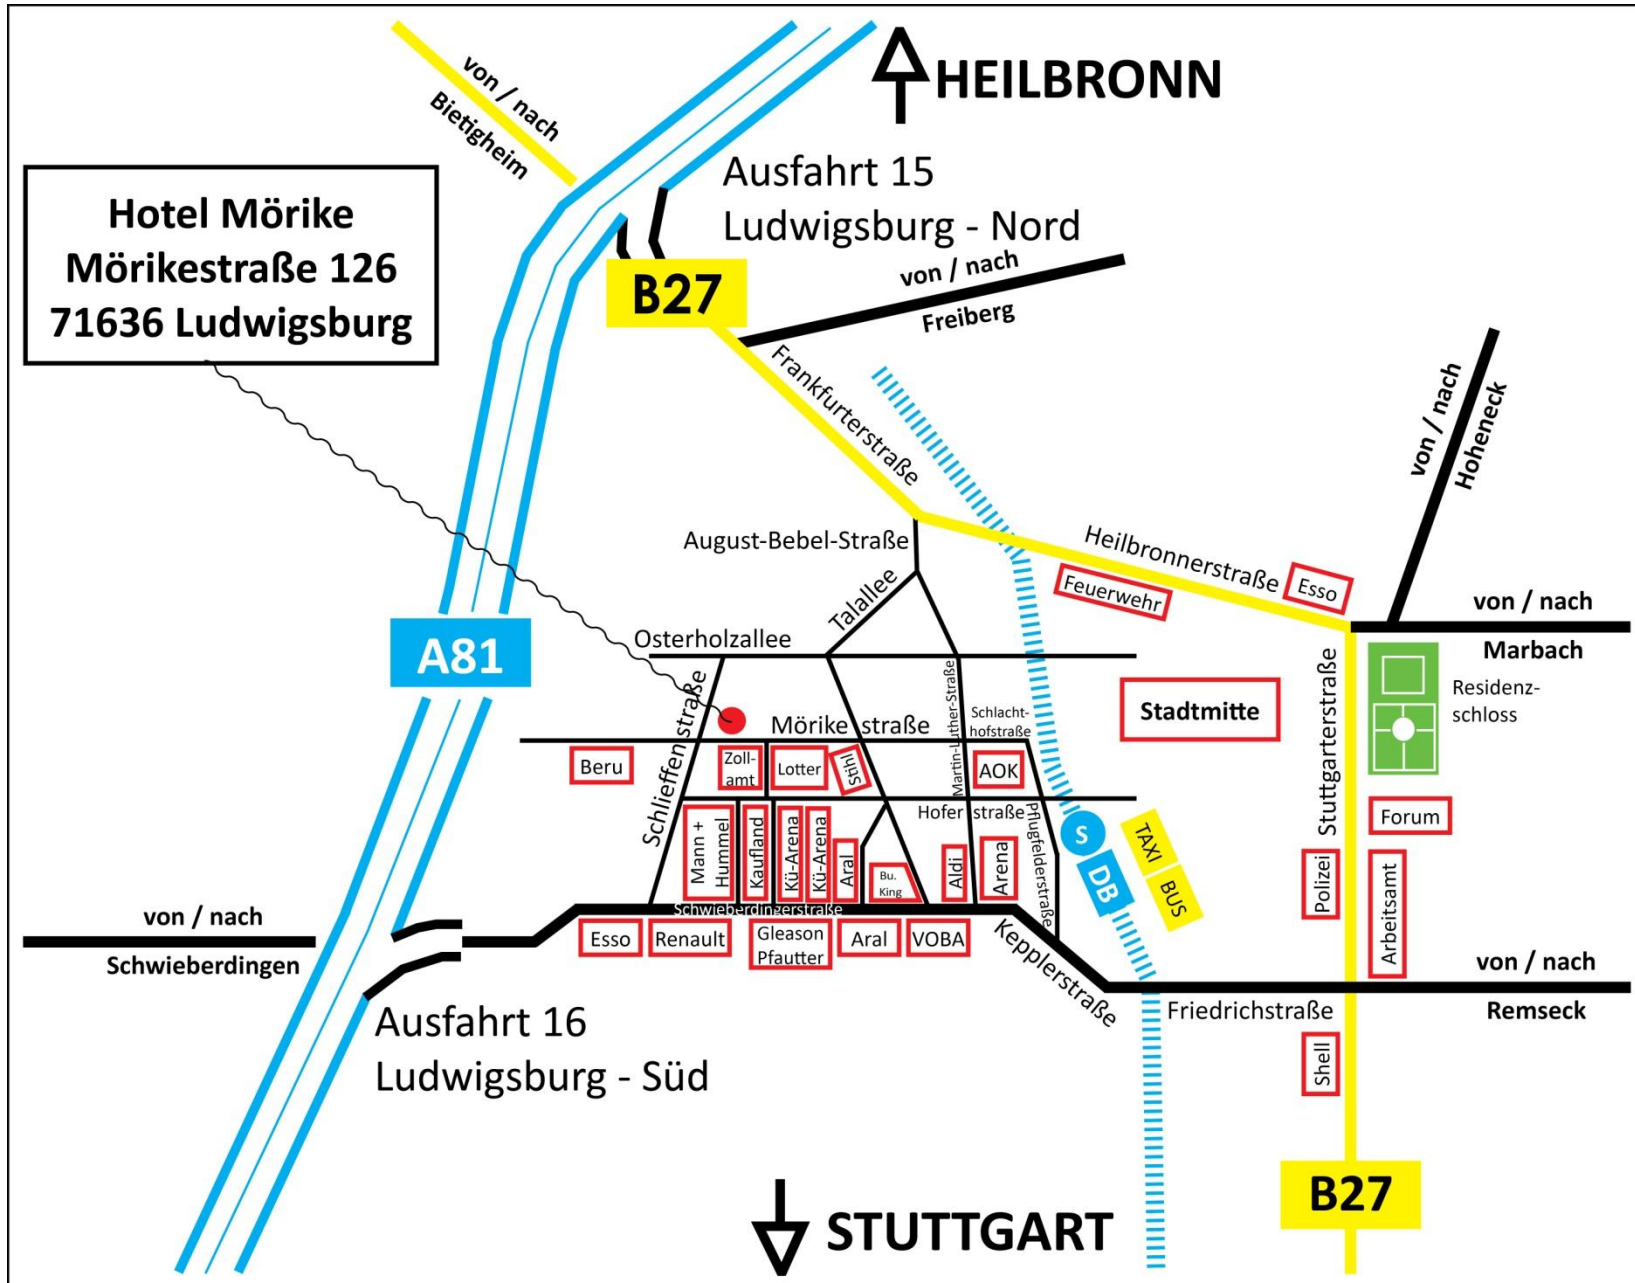 von / nach
Bietigheim
HEILBRONN
Ausfahrt 15
Ludwigsburg - Nord
Hotel Mörike
Mörikestraße 126
71636 Ludwigsburg
B27
von / nach
Freiberg
Frankfurterstraße
von / nach
Hoheneck
August-Bebel-Straße
Heilbronnerstraße
Feuerwehr
Esso
Talallee
von / nach
Marbach
A81
Osterholzallee
Schlieffenstraße
Martin-Luther-Straße
Stadtmitte
Stuttgarterstraße
Residenz-
schloss
Mörike straße
Schlacht-
hofstraße
Beru
Zoll-
amt
Lotter
Stihl
AOK
Hofer straße
Pflugfelderstraße
Forum
Mann +
Hummel
Kaufland
Kü-Arena
Kü-Arena
Aral
Bu.
King
Aldi
Arena
S
DB
TAXI
BUS
Polizei
Arbeitsamt
Schwieberdingerstraße
von / nach
Schwieberdingen
Esso
Renault
Gleason
Pfautter
Aral
VOBA
Kepplerstraße
von / nach
Remseck
Friedrichstraße
Ausfahrt 16
Ludwigsburg - Süd
Shell
B27
STUTTGART